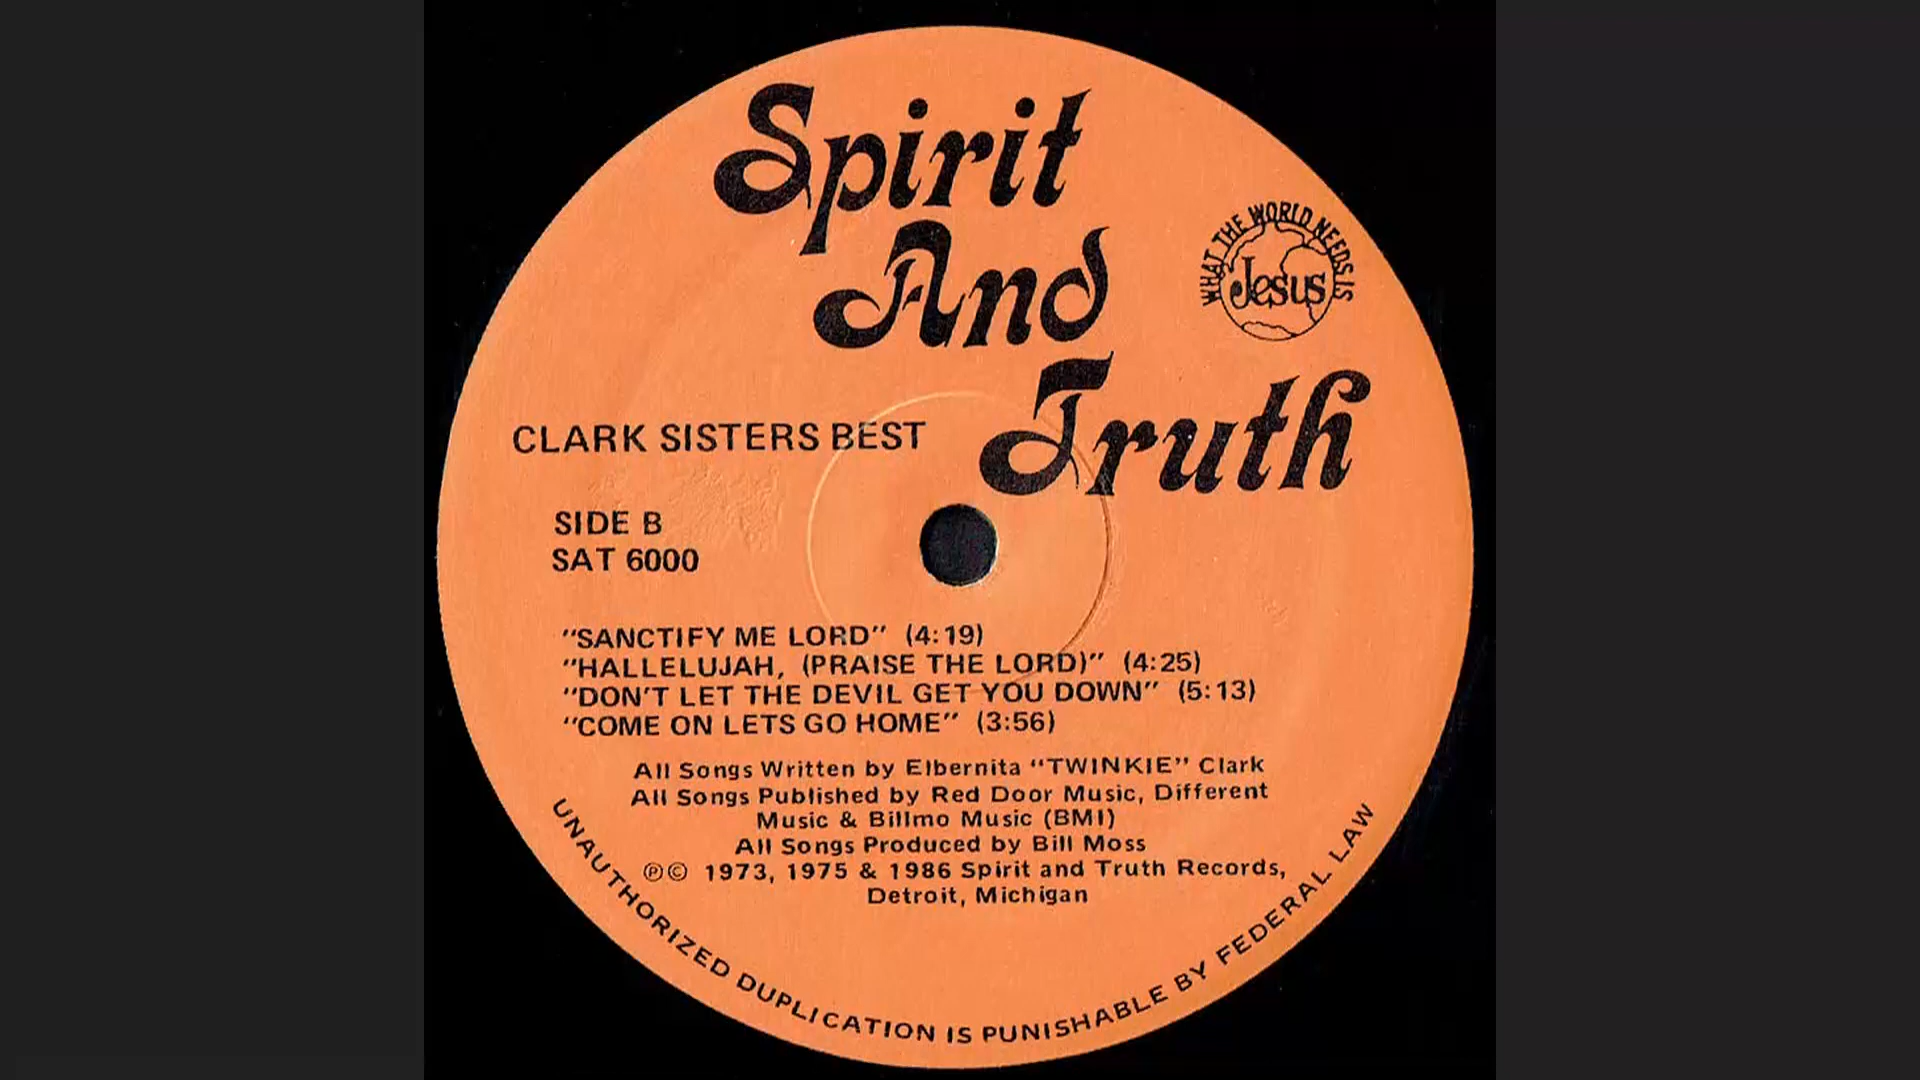 Spirit
And
Truth
WHAT THE WORLD NEEDS IS
Jesus
CLARK SISTERS BEST
SIDE B
SAT 6000
"SANCTIFY ME LORD" (4:19)
"HALLELUJAH, (PRAISE THE LORD)" (4:25)
"DON'T LET THE DEVIL GET YOU DOWN" (5:13)
"COME ON LETS GO HOME" (3:56)
All Songs Written by Elbernita "TWINKIE" Clark
All Songs Published by Red Door Music, Different
Music & Billmo Music (BMI)
All Songs Produced by Bill Moss
℗© 1973, 1975 & 1986 Spirit and Truth Records,
Detroit, Michigan
UNAUTHORIZED DUPLICATION IS PUNISHABLE BY FEDERAL LAW